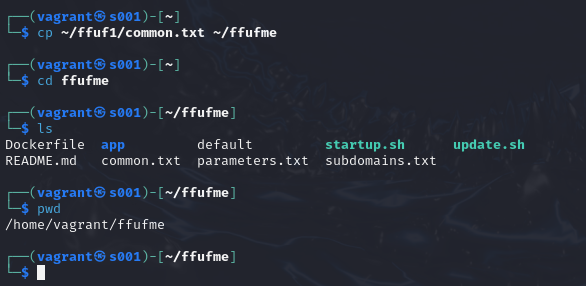 ┌──(vagrant㉿s001)-[~]
└─$ cp ~/ffuf1/common.txt ~/ffufme
┌──(vagrant㉿s001)-[~]
└─$ cd ffufme
┌──(vagrant㉿s001)-[~/ffufme]
└─$ ls
Dockerfile  app         default         startup.sh      update.sh
README.md   common.txt  parameters.txt  subdomains.txt
┌──(vagrant㉿s001)-[~/ffufme]
└─$ pwd
/home/vagrant/ffufme
┌──(vagrant㉿s001)-[~/ffufme]
└─$